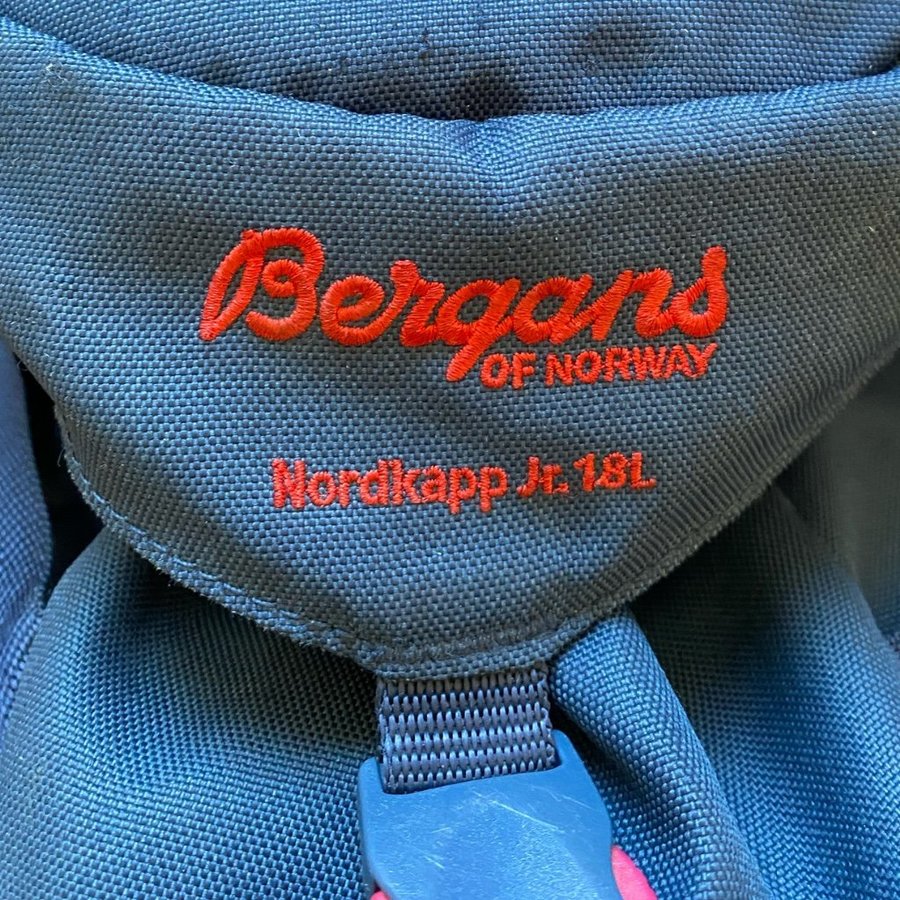 Bergans
OF NORWAY
Nordkapp Jr. 18L